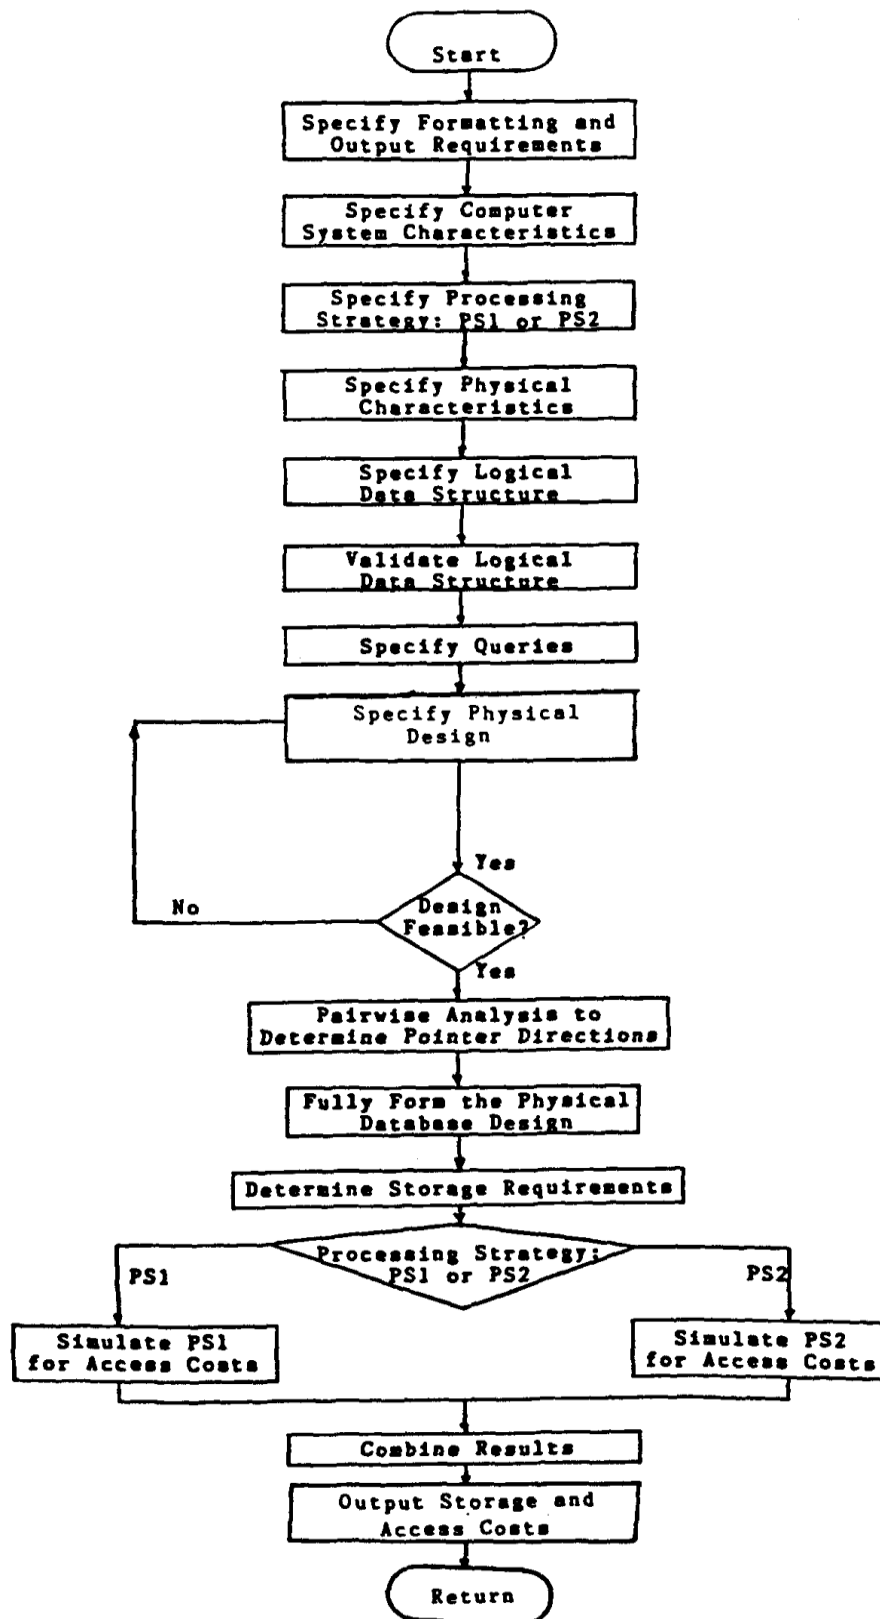 Start
Specify Formatting and
Output Requirements
Specify Computer
System Characteristics
Specify Processing
Strategy: PS1 or PS2
Specify Physical
Characteristics
Specify Logical
Data Structure
Validate Logical
Data Structure
Specify Queries
Specify Physical
Design
Yes
No
Design
Feasible?
Yes
Pairwise Analysis to
Determine Pointer Directions
Fully Form the Physical
Database Design
Determine Storage Requirements
Processing Strategy:
PS1 or PS2
PS1
PS2
Simulate PS1
for Access Costs
Simulate PS2
for Access Costs
Combine Results
Output Storage and
Access Costs
Return